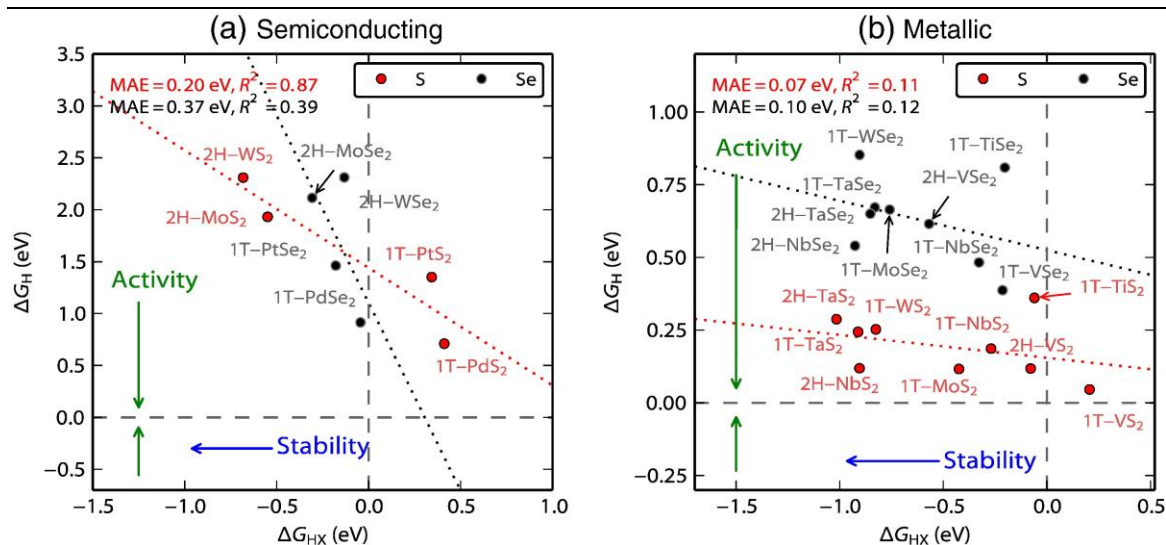 (a) Semiconducting
3.5
3.0
2.5
2.0
1.5
1.0
0.5
0.0
−0.5
ΔG_H (eV)
MAE = 0.20 eV, R² = 0.87
MAE = 0.37 eV, R² = 0.39
S Se
2H−WS₂
2H−MoSe₂
2H−MoS₂
2H−WSe₂
1T−PtSe₂
1T−PtS₂
1T−PdSe₂
1T−PdS₂
Activity
Stability
−1.5 −1.0 −0.5 0.0 0.5 1.0
ΔG_HX (eV)
(b) Metallic
1.00
0.75
0.50
0.25
0.00
−0.25
ΔG_H (eV)
MAE = 0.07 eV, R² = 0.11
MAE = 0.10 eV, R² = 0.12
S Se
Activity
1T−WSe₂
1T−TiSe₂
1T−TaSe₂
2H−VSe₂
2H−TaSe₂
2H−NbSe₂
1T−NbSe₂
1T−MoSe₂
1T−VSe₂
2H−TaS₂
1T−WS₂
1T−TiS₂
1T−NbS₂
1T−TaS₂
2H−VS₂
2H−NbS₂
1T−MoS₂
1T−VS₂
Stability
−1.5 −1.0 −0.5 0.0 0.5
ΔG_HX (eV)